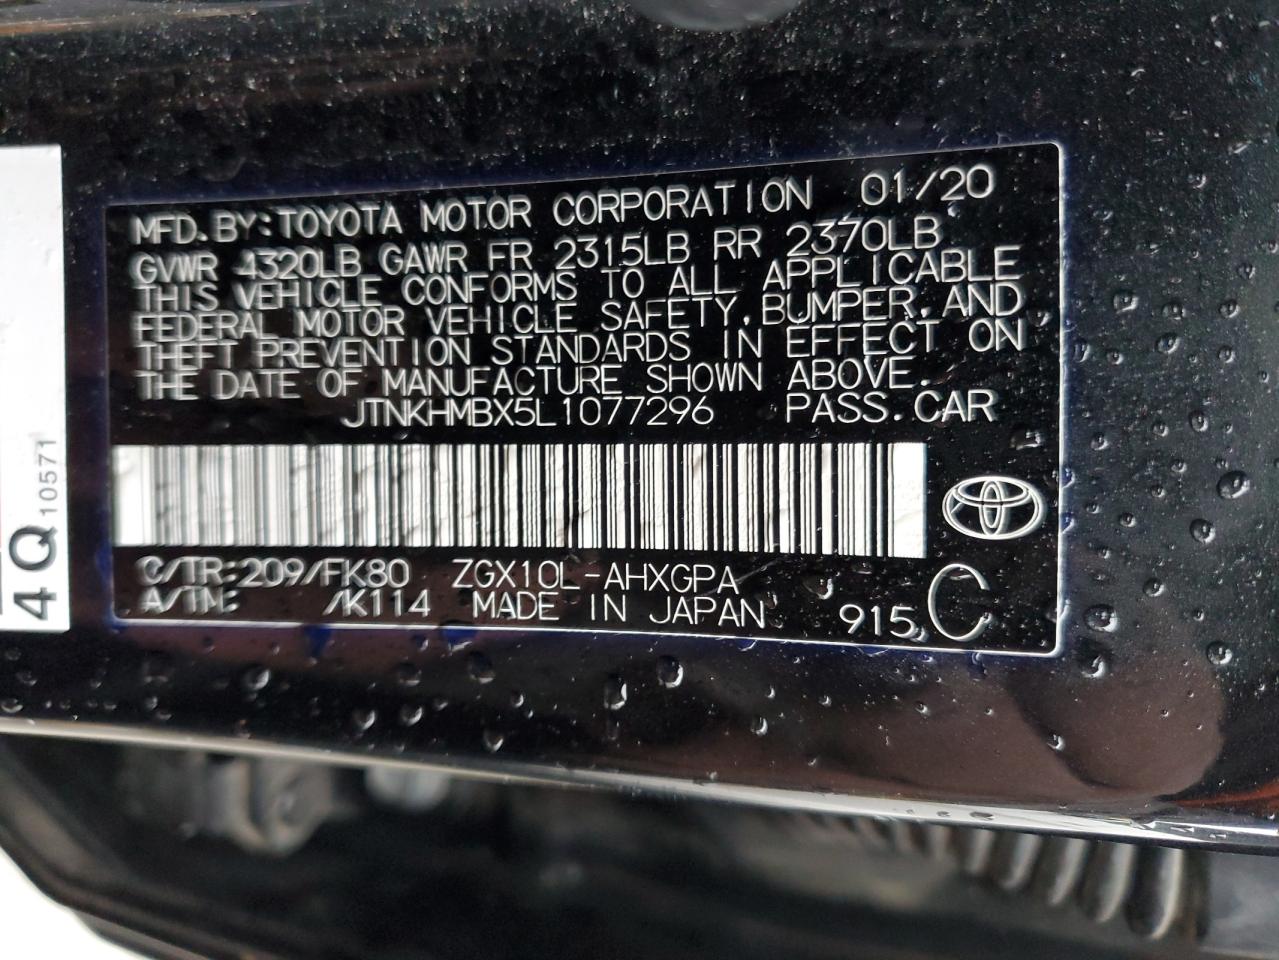 MFD. BY: TOYOTA MOTOR CORPORATION 01/20
GVWR 4320LB GAWR FR 2315LB RR 2370LB
THIS VEHICLE CONFORMS TO ALL APPLICABLE
FEDERAL MOTOR VEHICLE SAFETY, BUMPER, AND
THEFT PREVENTION STANDARDS IN EFFECT ON
THE DATE OF MANUFACTURE SHOWN ABOVE.
JTNKHMBX5L1077296 PASS. CAR
C/TR: 209/FK80 ZGX10L-AHXGPA
A/TN: /K114 MADE IN JAPAN 915 C
4Q 10571